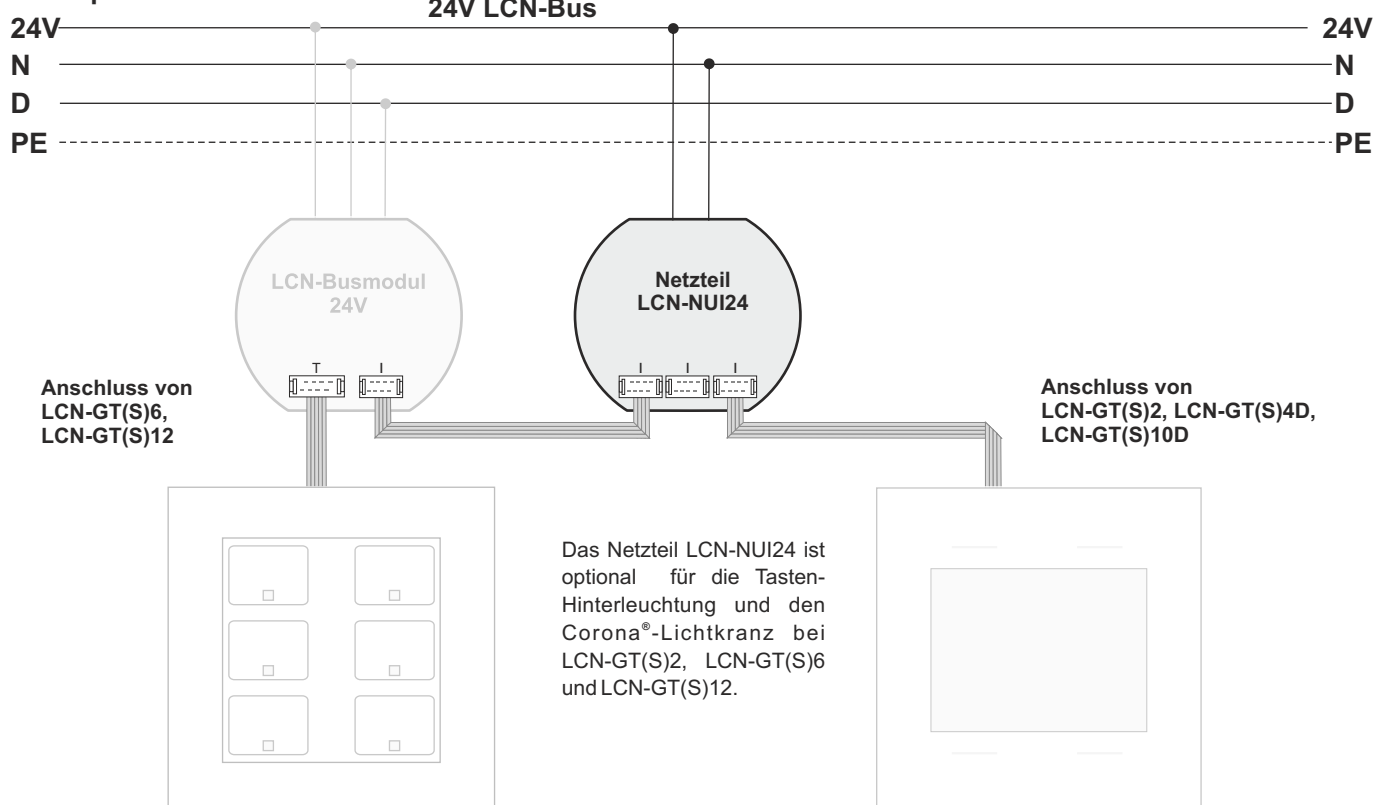 24V LCN-Bus
24V 24V
N N
D D
PE PE
LCN-Busmodul
24V
Netzteil
LCN-NUI24
T I
I I I
Anschluss von
LCN-GT(S)6,
LCN-GT(S)12
Anschluss von
LCN-GT(S)2, LCN-GT(S)4D,
LCN-GT(S)10D
Das Netzteil LCN-NUI24 ist
optional für die Tasten-
Hinterleuchtung und den
Corona®-Lichtkranz bei
LCN-GT(S)2, LCN-GT(S)6
und LCN-GT(S)12.